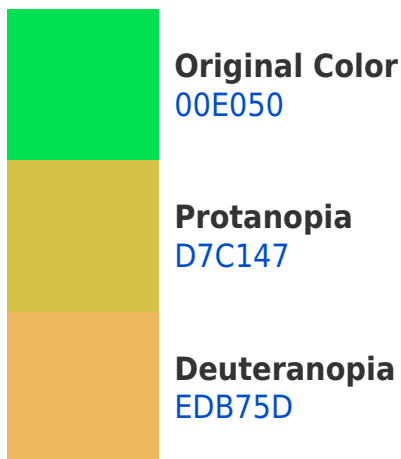 Original Color
00E050
Protanopia
D7C147
Deuteranopia
EDB75D